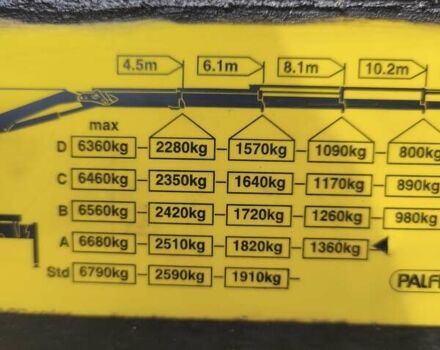 4.5m 6.1m 8.1m 10.2m
max
D 6360kg 2280kg 1570kg 1090kg 800kg
C 6460kg 2350kg 1640kg 1170kg 890kg
B 6560kg 2420kg 1720kg 1260kg 980kg
A 6680kg 2510kg 1820kg 1360kg
Std 6790kg 2590kg 1910kg